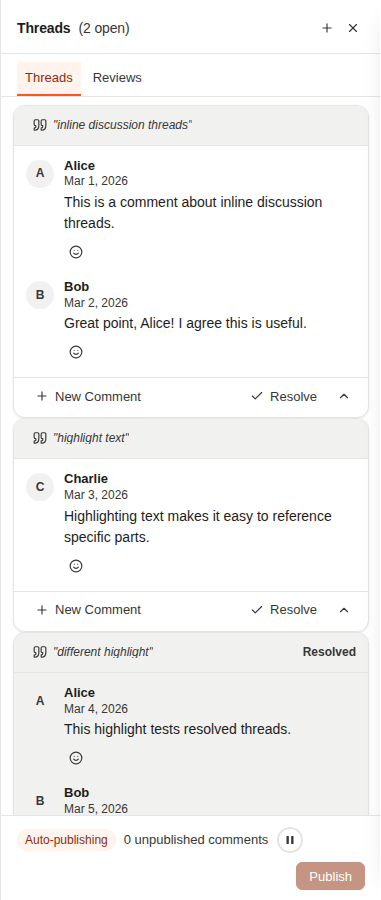 Threads (2 open)
Threads Reviews
"inline discussion threads"
A Alice
Mar 1, 2026
This is a comment about inline discussion
threads.
B Bob
Mar 2, 2026
Great point, Alice! I agree this is useful.
New Comment Resolve
"highlight text"
C Charlie
Mar 3, 2026
Highlighting text makes it easy to reference
specific parts.
New Comment Resolve
"different highlight" Resolved
A Alice
Mar 4, 2026
This highlight tests resolved threads.
B Bob
Mar 5, 2026
Auto-publishing 0 unpublished comments
Publish